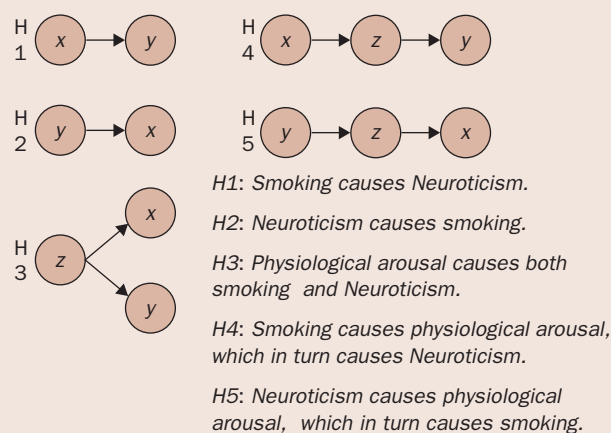 H
1
x
y
H
4
x
z
y
H
2
y
x
H
5
y
z
x
H
3
z
x
y
H1: Smoking causes Neuroticism.
H2: Neuroticism causes smoking.
H3: Physiological arousal causes both
smoking and Neuroticism.
H4: Smoking causes physiological arousal,
which in turn causes Neuroticism.
H5: Neuroticism causes physiological
arousal, which in turn causes smoking.